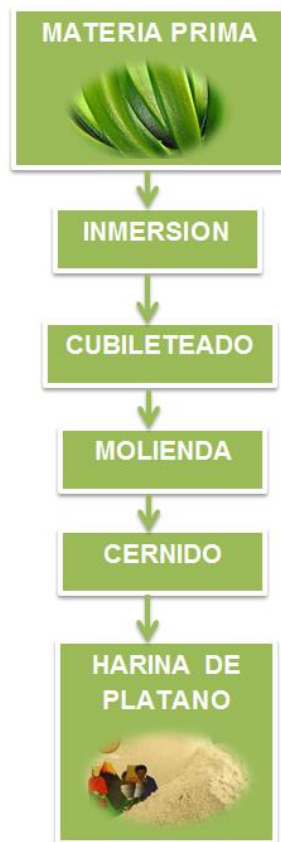 MATERIA PRIMA
INMERSION
CUBILETEADO
MOLIENDA
CERNIDO
HARINA DE
PLATANO